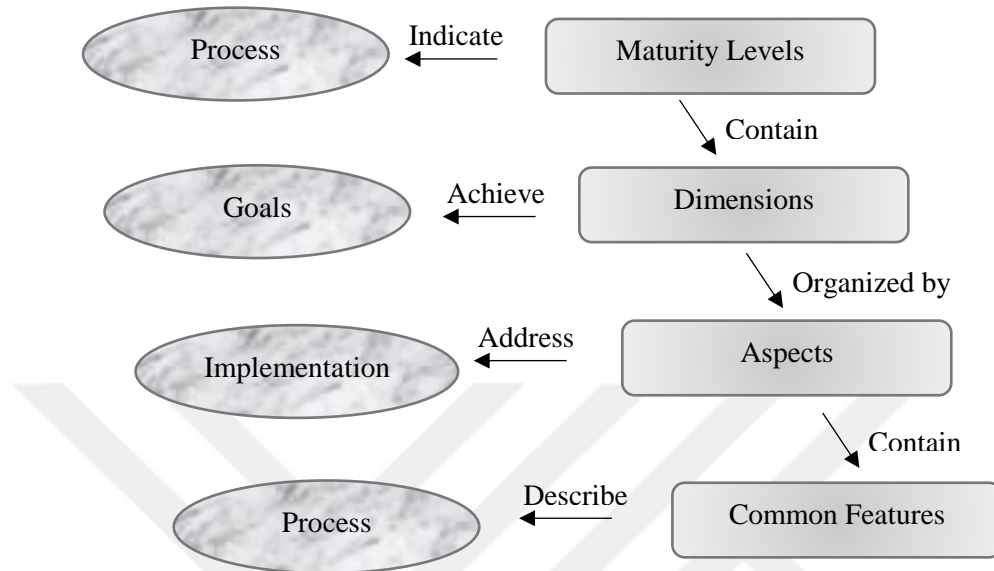 Process
Indicate
Maturity Levels
Contain
Goals
Achieve
Dimensions
Organized by
Implementation
Address
Aspects
Contain
Process
Describe
Common Features